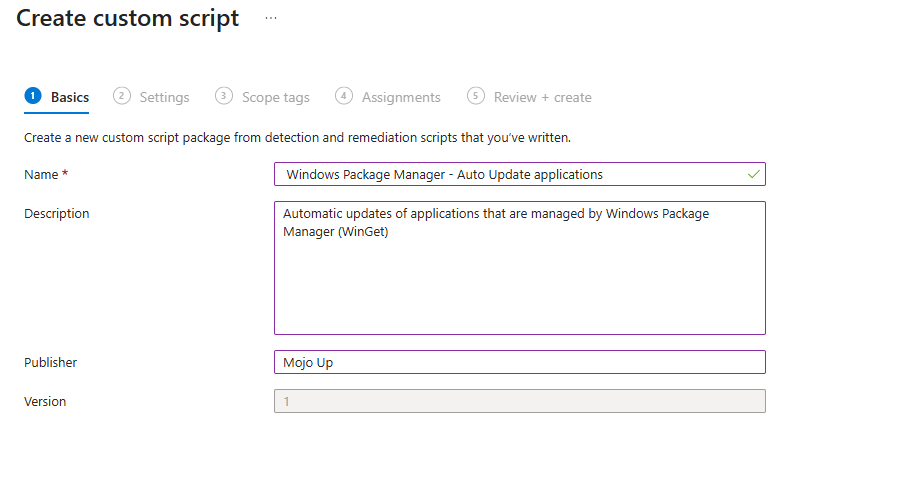 Create custom script ...
1 Basics 2 Settings 3 Scope tags 4 Assignments 5 Review + create
Create a new custom script package from detection and remediation scripts that you’ve written.
Name * Windows Package Manager - Auto Update applications
Description Automatic updates of applications that are managed by Windows Package
Manager (WinGet)
Publisher Mojo Up
Version 1